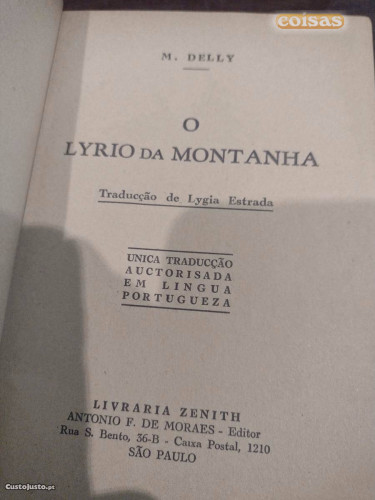 coisas
M. DELLY
O
LYRIO DA MONTANHA
Traducção de Lygia Estrada
UNICA TRADUCÇÃO
AUCTORISADA
EM LINGUA
PORTUGUEZA
LIVRARIA ZENITH
ANTONIO F. DE MORAES - Editor
Rua S. Bento, 36-B - Caixa Postal, 1210
SÃO PAULO
CustoJusto.pt